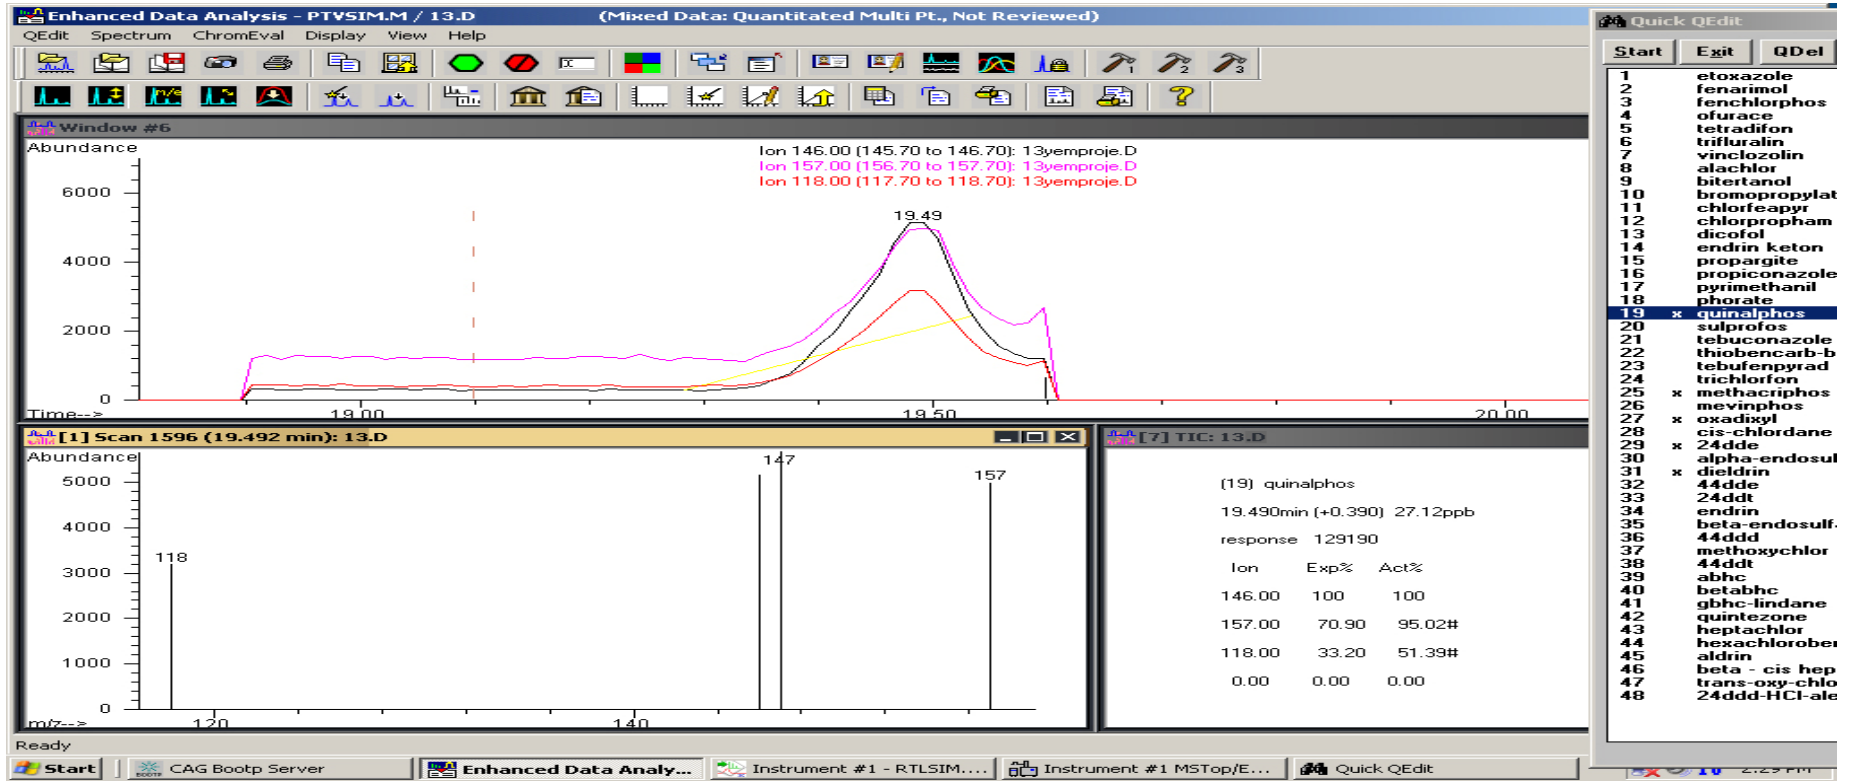 Enhanced Data Analysis - PTVSIM.M / 13.D (Mixed Data: Quantitated Multi Pt., Not Reviewed)
QEdit Spectrum ChromEval Display View Help
Window #6
Abundance
Ion 146.00 (145.70 to 146.70): 13yemproje.D
Ion 157.00 (156.70 to 157.70): 13yemproje.D
Ion 118.00 (117.70 to 118.70): 13yemproje.D
6000
4000
2000
0
19.49
Time-->
19.00
19.50
20.00
[1] Scan 1596 (19.492 min): 13.D
Abundance
5000
4000
3000
2000
1000
0
118
147
157
m/z-->
120
140
[7] TIC: 13.D
(19) quinalphos
19.490min (+0.390) 27.12ppb
response 129190
Ion Exp% Act%
146.00 100 100
157.00 70.90 95.02#
118.00 33.20 51.39#
0.00 0.00 0.00
Quick QEdit
Start Exit QDel
1 etoxazole
2 fenarimol
3 fenchlorphos
4 ofurace
5 tetradifon
6 trifluralin
7 vinclozolin
8 alachlor
9 bitertanol
10 bromopropylat
11 chlorfeapyr
12 chlorpropham
13 dicofol
14 endrin keton
15 propargite
16 propiconazole
17 pyrimethanil
18 phorate
19 x quinalphos
20 sulprofos
21 tebuconazole
22 thiobencarb-b
23 tebufenpyrad
24 trichlorfon
25 x methacriphos
26 mevinphos
27 x oxadixyl
28 cis-chlordane
29 x 24dde
30 alpha-endosul
31 x dieldrin
32 44dde
33 24ddt
34 endrin
35 beta-endosulf.
36 44ddd
37 methoxychlor
38 44ddt
39 abhc
40 betabhc
41 gbhc-lindane
42 quintezone
43 heptachlor
44 hexachlorober
45 aldrin
46 beta - cis hep
47 trans-oxy-chlo
48 24ddd-HCl-ale
Ready
Start CAG Bootp Server Enhanced Data Analy... Instrument #1 - RTLSIM.... Instrument #1 MSTop/E... Quick QEdit